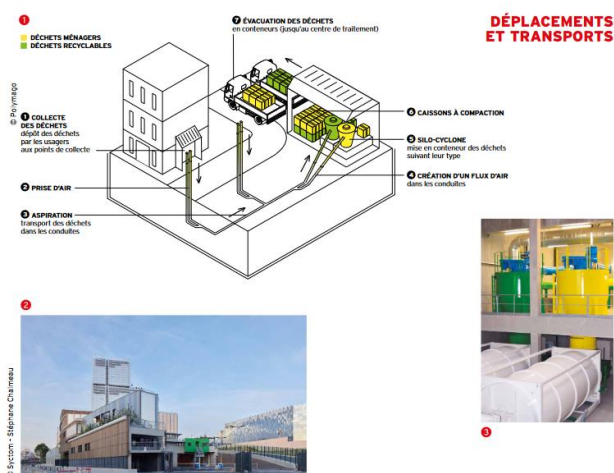 1
DÉCHETS MÉNAGERS
DÉCHETS RECYCLABLES
© Polymago
7 ÉVACUATION DES DÉCHETS
en conteneurs (jusqu'au centre de traitement)
DÉPLACEMENTS
ET TRANSPORTS
1 COLLECTE
DES DÉCHETS
dépôt des déchets
par les usagers
aux points de collecte
6 CAISSONS À COMPACTION
5 SILO-CYCLONE
mise en conteneur des déchets
suivant leur type
4 CRÉATION D'UN FLUX D'AIR
dans les conduites
2 PRISE D'AIR
3 ASPIRATION
transport des déchets
dans les conduites
2
© Syctom - Stéphane Chalmeau
3